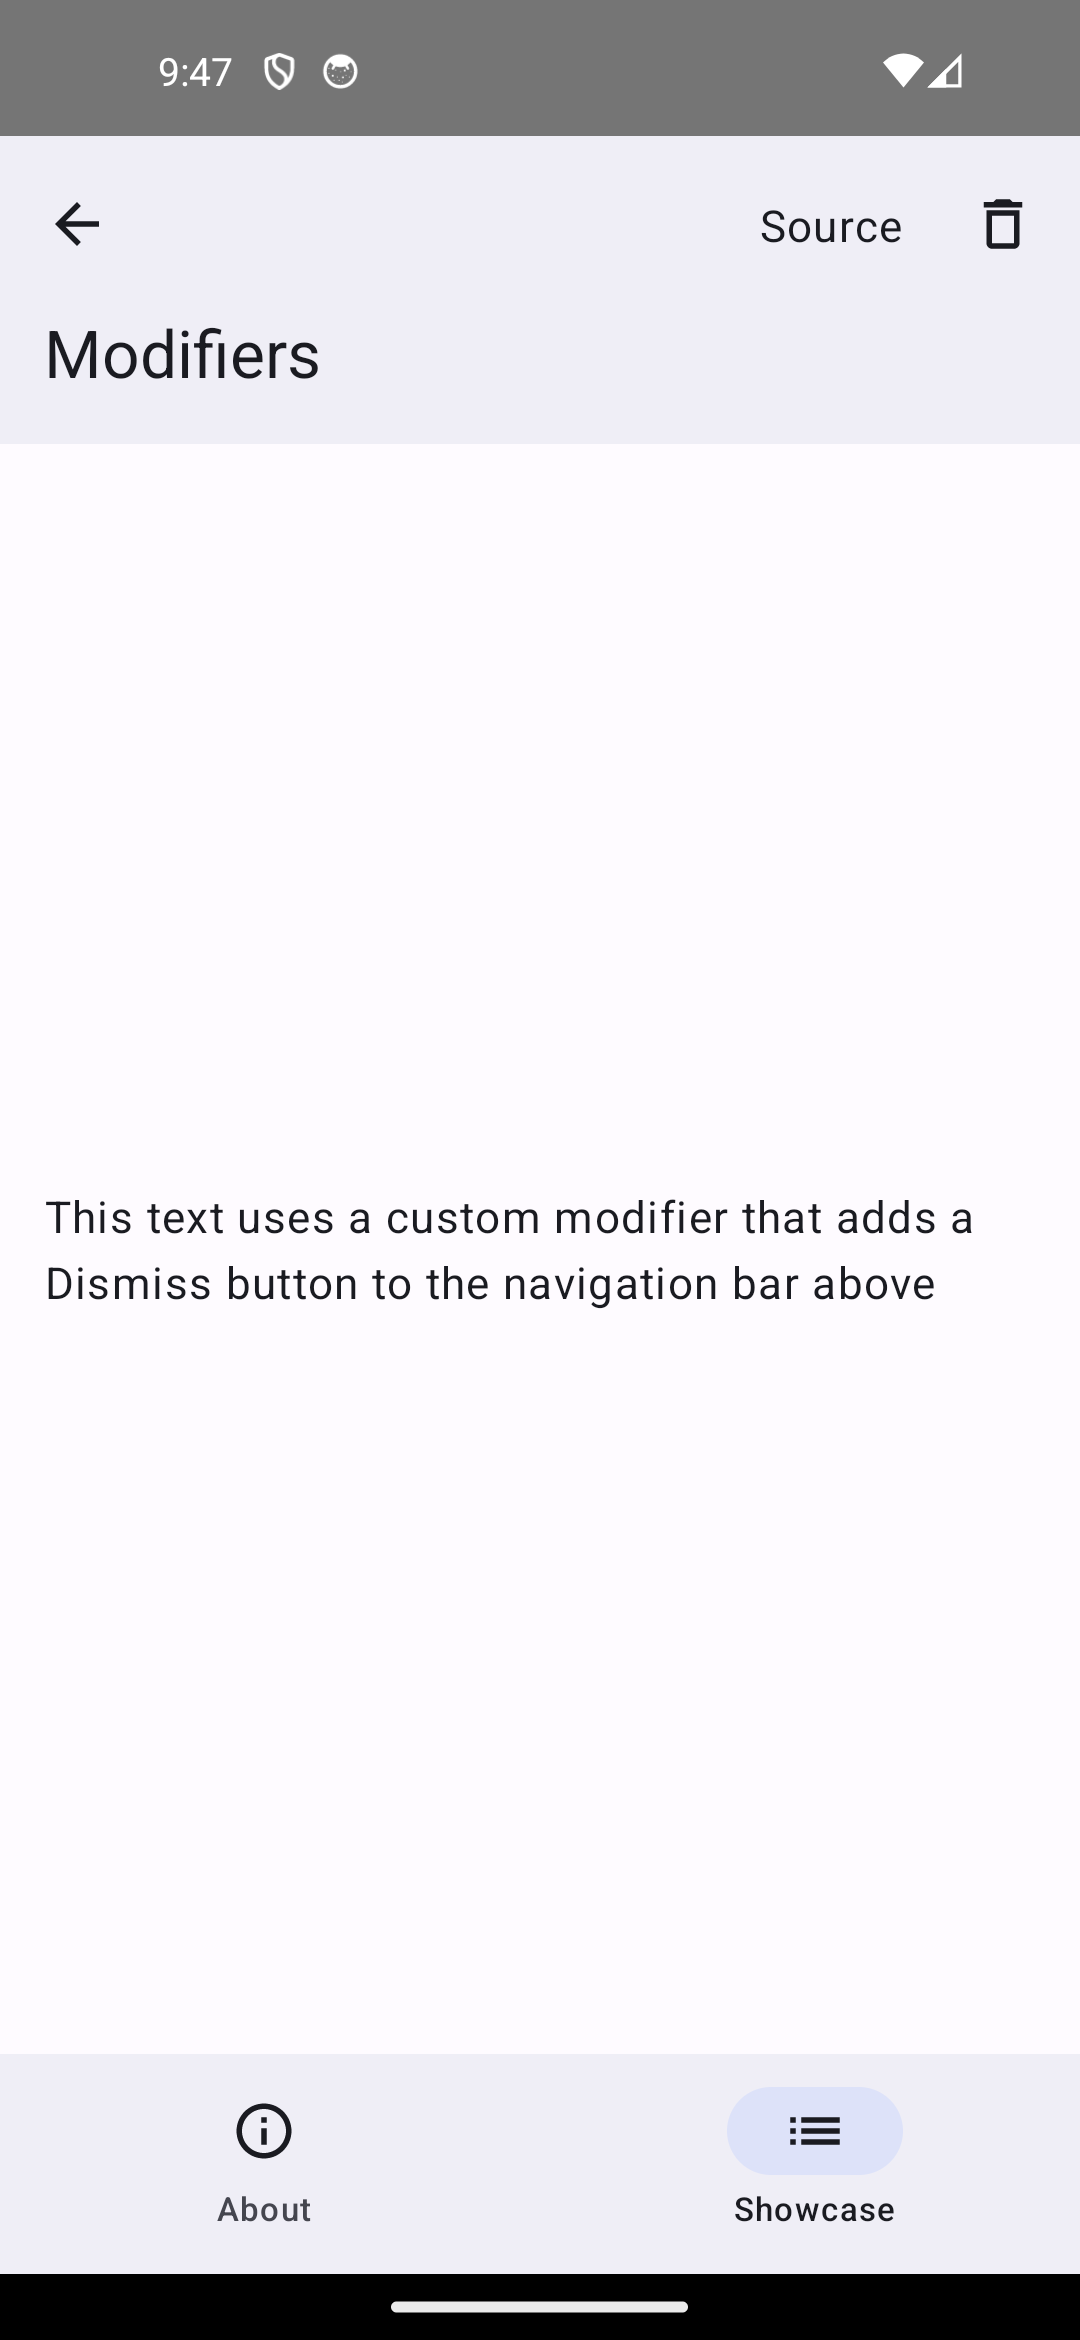 9:47
Source
Modifiers
This text uses a custom modifier that adds a
Dismiss button to the navigation bar above
About
Showcase